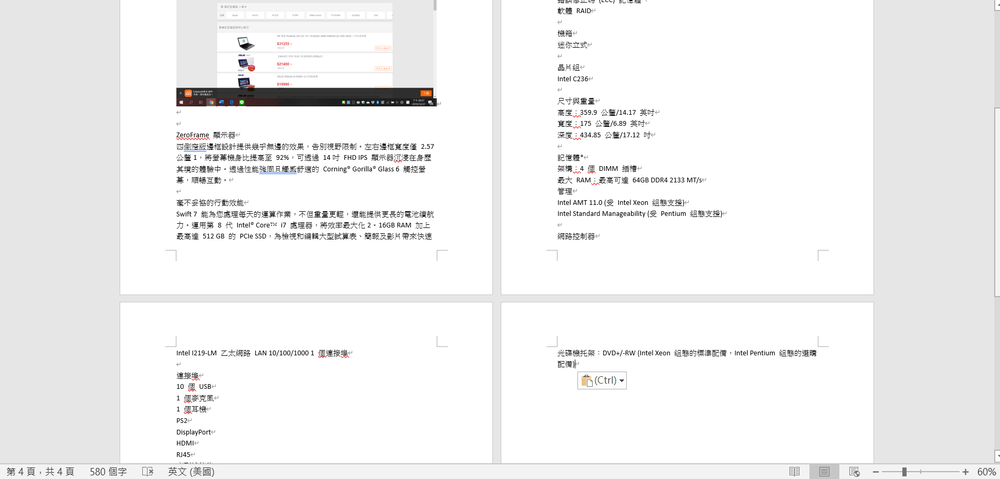 Apple ASUS ACER SONY IBM/Lenovo TOSHIBA Dell
$31255 ~
$21400 ~
$19990 ~
下載
ZeroFrame 顯示器
四側窄版邊框設計提供幾乎無邊的效果，告別視野限制。左右邊框寬度僅 2.57
公釐 1，將螢幕機身比提高至 92%，可透過 14 吋 FHD IPS 顯示器沉浸在身歷
其境的體驗中。透過性能強固且觸感舒適的 Corning® Gorilla® Glass 6 觸控螢
幕，順暢互動。
毫不妥協的行動效能
Swift 7 能為您處理每天的運算作業，不但重量更輕，還能提供更長的電池續航
力。運用第 8 代 Intel® Core™ i7 處理器，將效率最大化 2。16GB RAM 加上
最高達 512 GB 的 PCIe SSD，為檢視和編輯大型試算表、簡報及影片帶來快速
錯誤修正碼 (ECC) 記憶體
軟體 RAID
機箱
迷你立式
晶片組
Intel C236
尺寸與重量
高度：359.9 公釐/14.17 英吋
寬度：175 公釐/6.89 英吋
深度：434.85 公釐/17.12 吋
記憶體*
架構：4 個 DIMM 插槽
最大 RAM：最高可達 64GB DDR4 2133 MT/s
管理
Intel AMT 11.0 (受 Intel Xeon 組態支援)
Intel Standard Manageability (受 Pentium 組態支援)
網路控制器
Intel I219-LM 乙太網路 LAN 10/100/1000 1 個連接埠
連接埠
10 個 USB
1 個麥克風
1 個耳機
PS2
DisplayPort
HDMI
RJ45
光碟機托架：DVD+/-RW (Intel Xeon 組態的標準配備，Intel Pentium 組態的選購
配備)
(Ctrl)
第 4 頁，共 4 頁 580 個字 英文 (美國) 60%